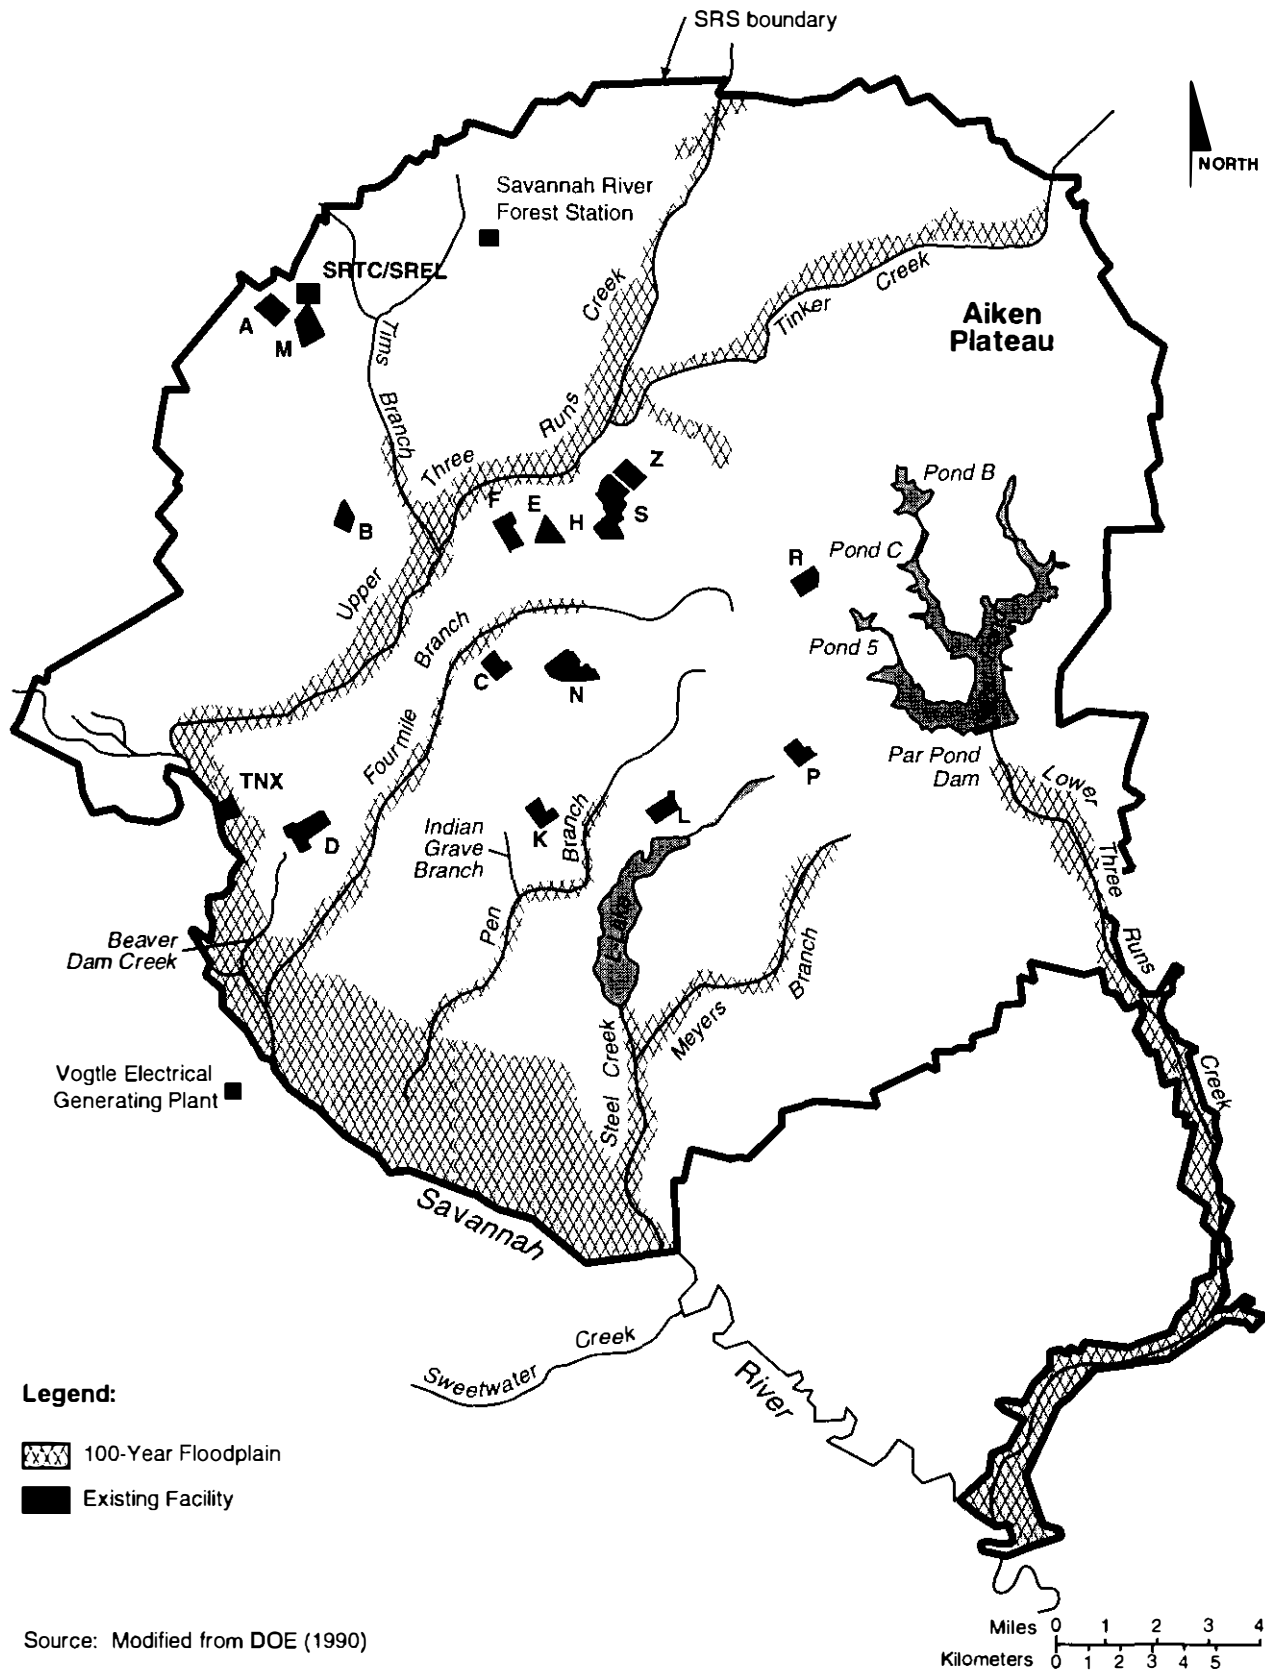 SRS boundary
NORTH
Savannah River
Forest Station
SRTC/SREL
A
M
Tims
Branch
Creek
Runs
Three
Upper
Tinker
Creek
Aiken
Plateau
Z
F
E
H
S
B
R
Pond B
Pond C
Pond 5
Branch
Fourmile
C
N
Par Pond
Dam
P
Lower
Three
Runs
Creek
TNX
D
Indian
Grave
Branch
K
Branch
Pen
L
L-Lake
Beaver
Dam Creek
Branch
Meyers
Steel Creek
Vogtle Electrical
Generating Plant
Savannah
River
Sweetwater Creek
Legend:
100-Year Floodplain
Existing Facility
Source: Modified from DOE (1990)
Miles 0 1 2 3 4
Kilometers 0 1 2 3 4 5